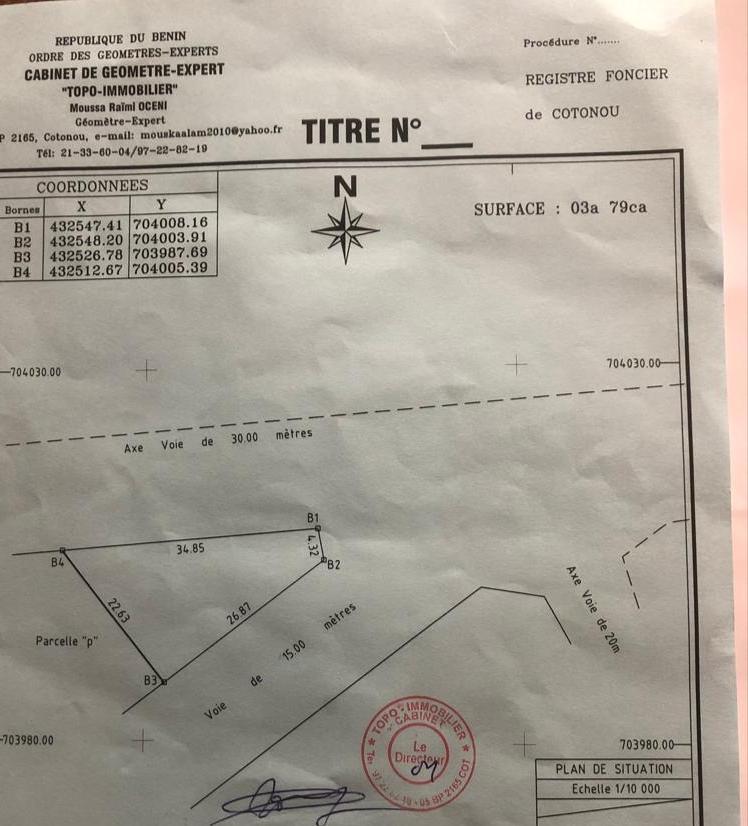 REPUBLIQUE DU BENIN
ORDRE DES GEOMETRES-EXPERTS
CABINET DE GEOMETRE-EXPERT
"TOPO-IMMOBILIER"
Moussa Raïmi OCENI
Géomètre-Expert
P 2165, Cotonou, e-mail: mouskaalam2010@yahoo.fr
Tél: 21-33-60-04/97-22-82-19
Procédure N°.......
REGISTRE FONCIER
de COTONOU
TITRE N°___
COORDONNEES
Bornes X Y
B1 432547.41 704008.16
B2 432548.20 704003.91
B3 432526.78 703987.69
B4 432512.67 704005.39
N
SURFACE : 03a 79ca
704030.00
704030.00
Axe Voie de 30.00 mètres
B1
4.32
34.85
B4
B2
22.63
26.87
Axe Voie de 20m
Parcelle "p"
B3
Voie de 15.00 mètres
703980.00
703980.00
TOPO-IMMOBILIER
CABINET
Le
Directeur
05 BP 2165 COT
PLAN DE SITUATION
Echelle 1/10 000